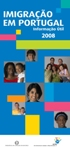 IMIGRAÇÃO
EM PORTUGAL
Informação Útil
2008